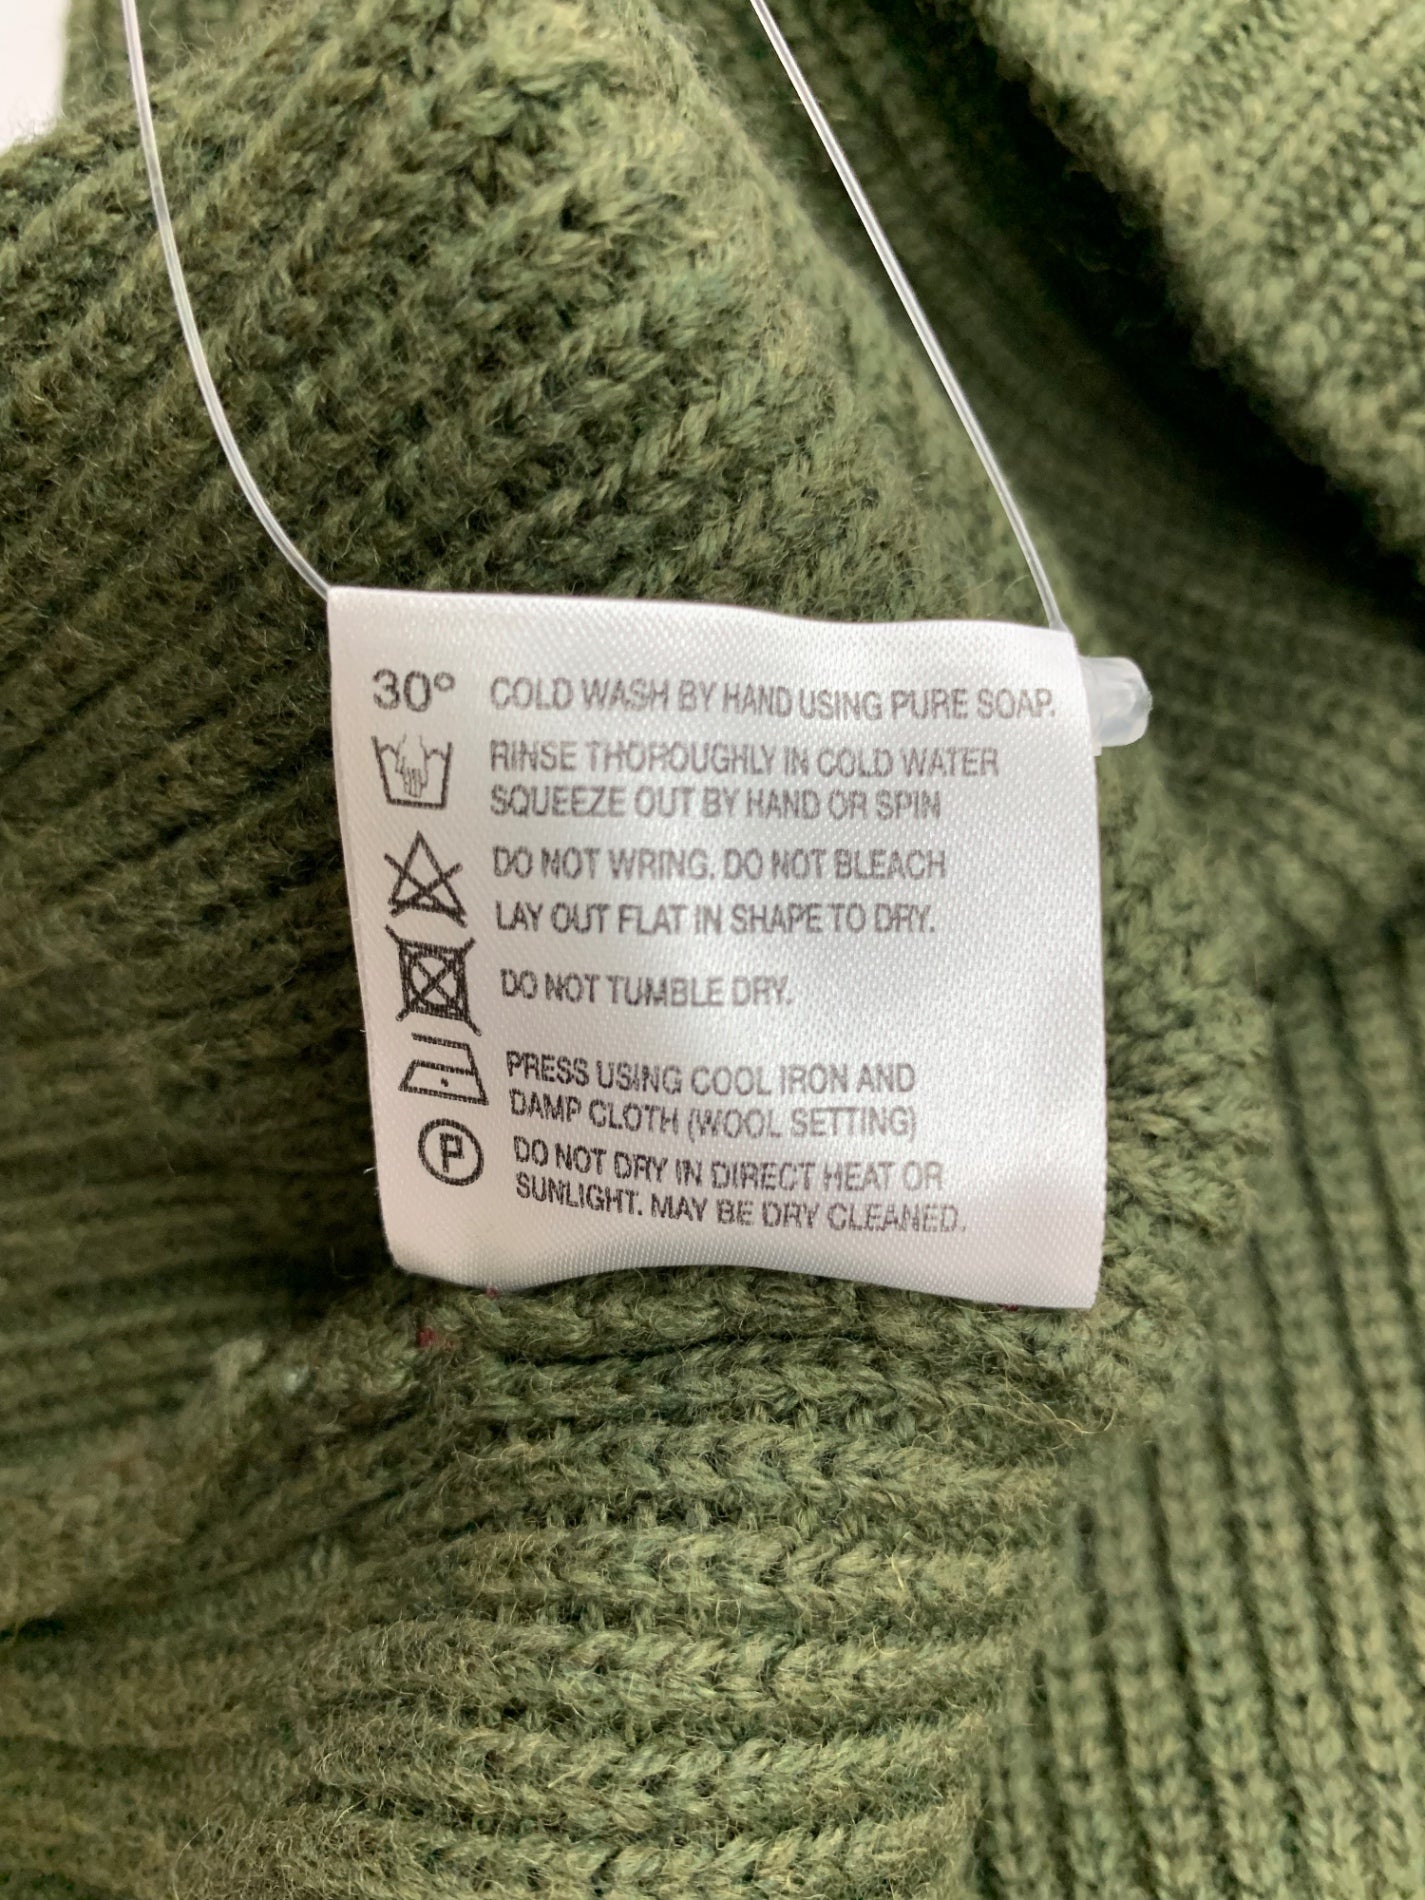 30° COLD WASH BY HAND USING PURE SOAP.
RINSE THOROUGHLY IN COLD WATER
SQUEEZE OUT BY HAND OR SPIN
DO NOT WRING. DO NOT BLEACH
LAY OUT FLAT IN SHAPE TO DRY.
DO NOT TUMBLE DRY.
PRESS USING COOL IRON AND
DAMP CLOTH (WOOL SETTING)
P DO NOT DRY IN DIRECT HEAT OR
SUNLIGHT. MAY BE DRY CLEANED.